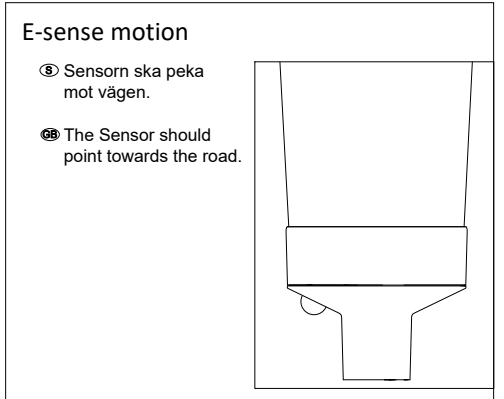 E-sense motion
S Sensorn ska peka
mot vägen.
GB The Sensor should
point towards the road.